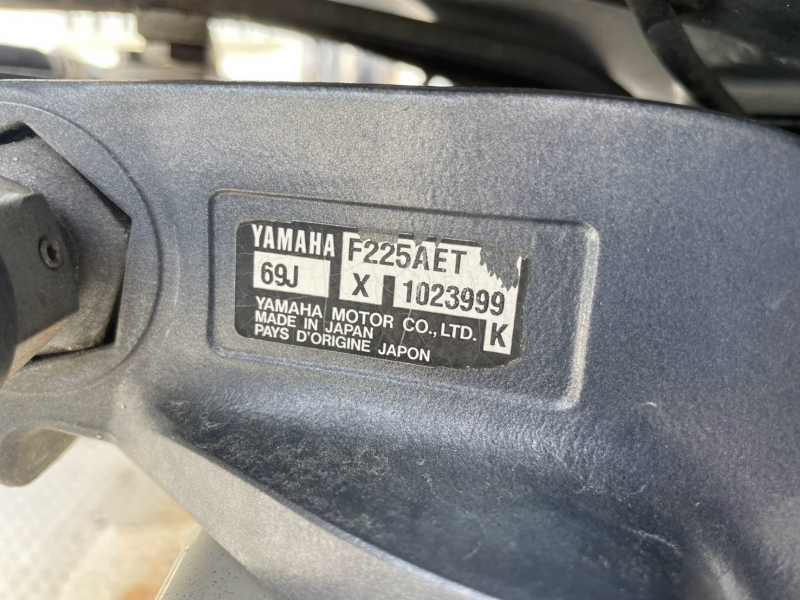 YAMAHA F225AET
69J X 1023999
YAMAHA MOTOR CO., LTD. K
MADE IN JAPAN
PAYS D'ORIGINE JAPON